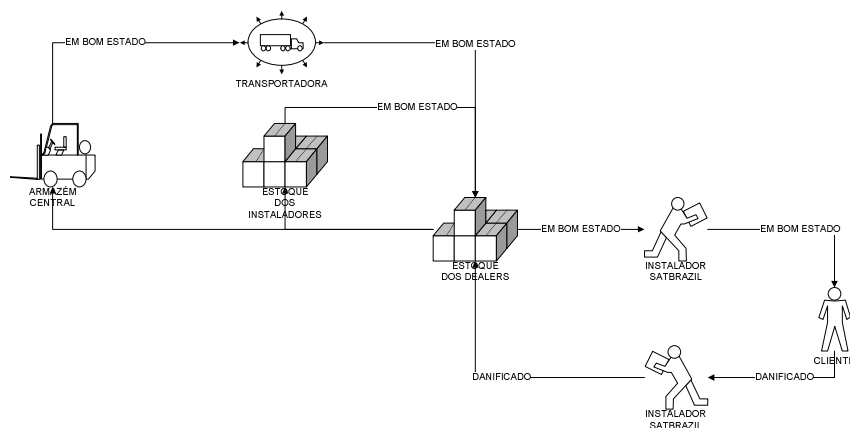 EM BOM ESTADO
EM BOM ESTADO
TRANSPORTADORA
EM BOM ESTADO
ARMAZÉM
CENTRAL
ESTOQUE
DOS
INSTALADORES
EM BOM ESTADO
EM BOM ESTADO
ESTOQUE
DOS DEALERS
INSTALADOR
SATBRAZIL
CLIENTE
DANIFICADO
DANIFICADO
INSTALADOR
SATBRAZIL